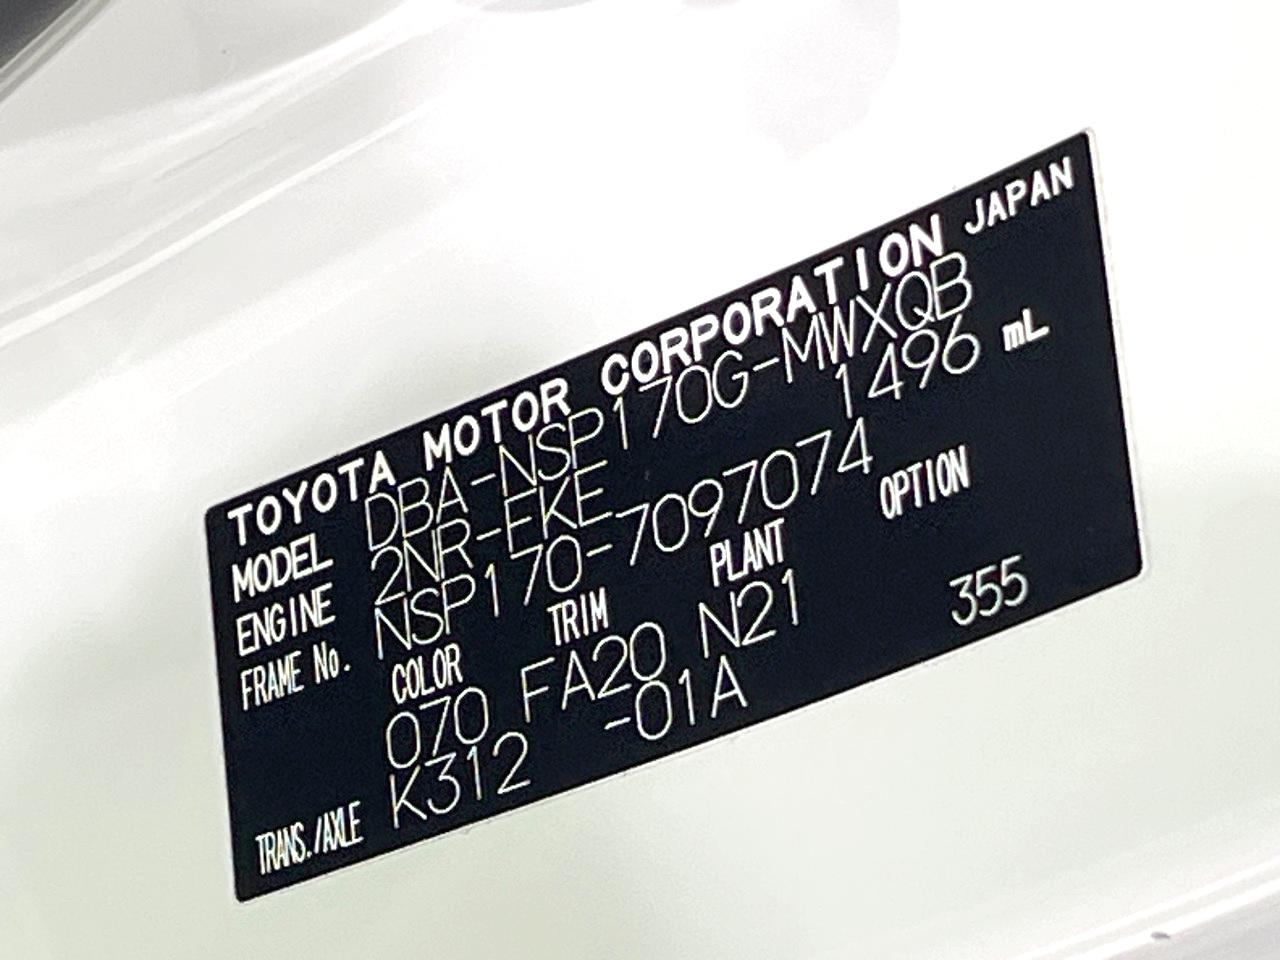 TOYOTA MOTOR CORPORATION JAPAN
MODEL DBA-NSP170G-MWXQB
ENGINE 2NR-FKE 1496 mL
FRAME No. NSP170-7097074
COLOR TRIM PLANT OPTION
070 FA20 N21 355
TRANS./AXLE K312 -01A